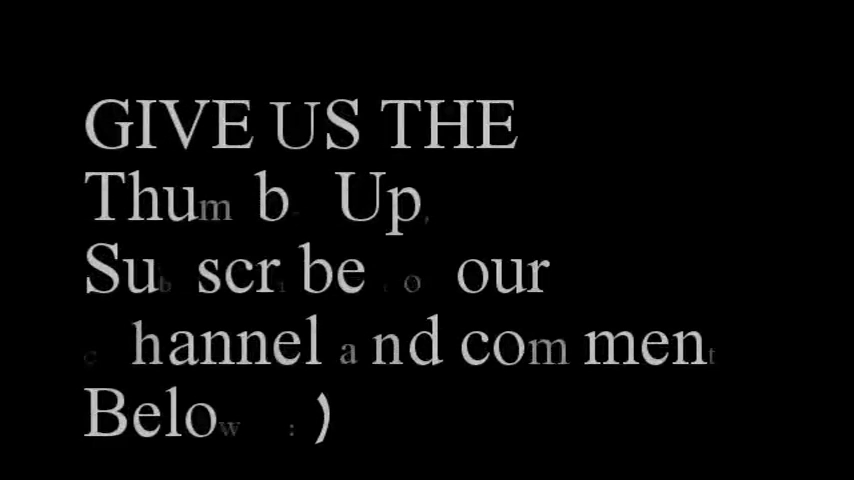 GIVE US THE
Thumb-Up,
Subscribe to our
channel and comment
Below :)